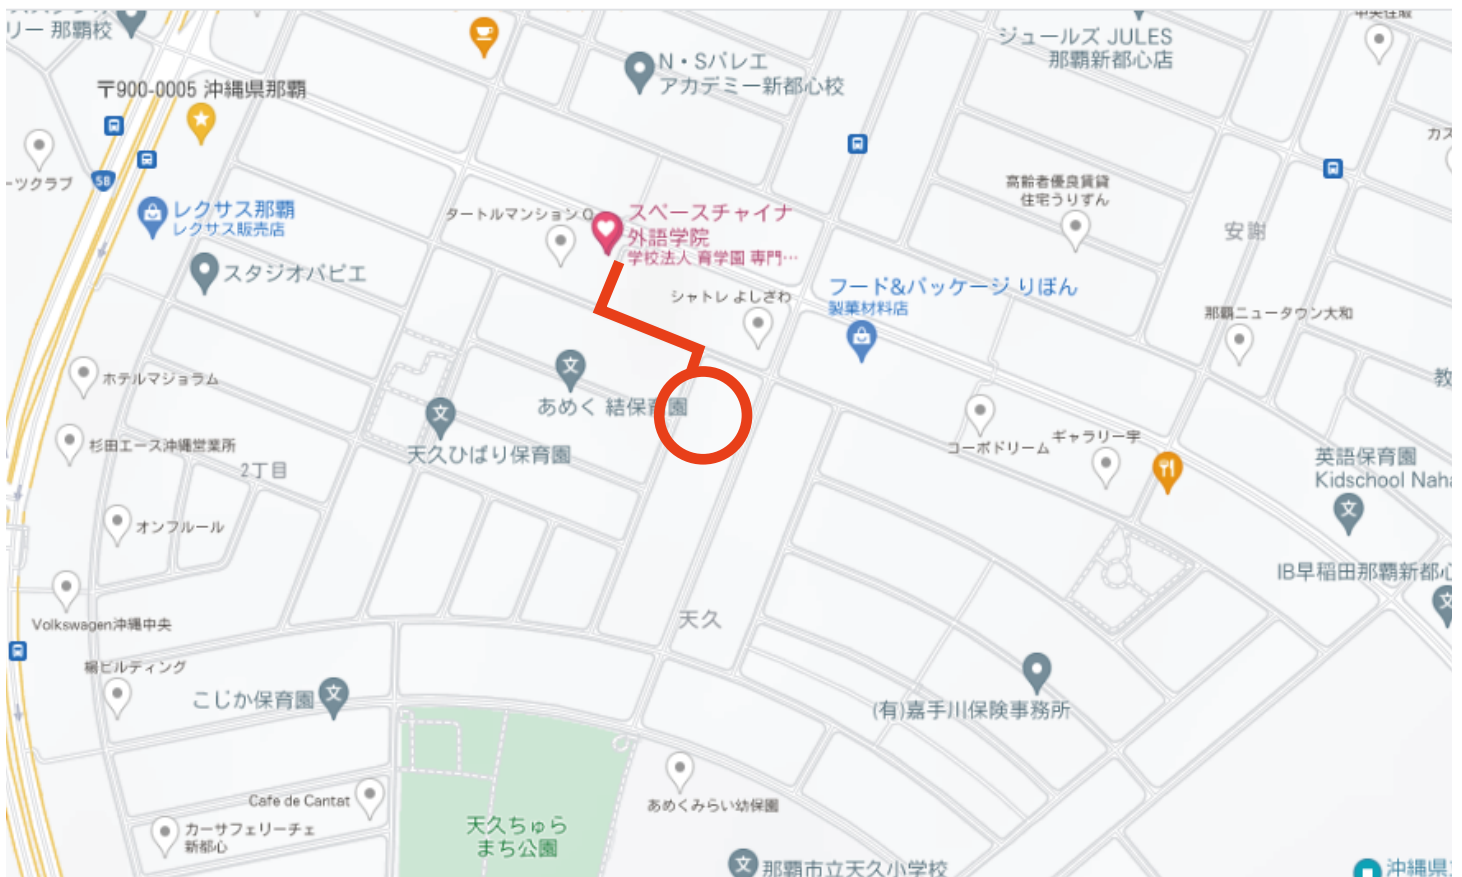 リー 那覇校
〒900-0005 沖縄県那覇
N・Sバレエ
アカデミー新都心校
ジュールズ JULES
那覇新都心店
58
ーツクラブ
レクサス那覇
レクサス販売店
スタジオパピエ
タートルマンション O
スペースチャイナ
外語学院
学校法人 育学園 専門…
シャトレ よしざわ
高齢者優良賃貸
住宅うりずん
安謝
フード&パッケージ りぼん
製菓材料店
那覇ニュータウン大和
ホテルマジョラム
文
あめく 結保育園
文
天久ひばり保育園
杉田エース沖縄営業所
2丁目
コーポドリーム
ギャラリー宇
英語保育園
Kidschool Naha
文
オンフルール
IB早稲田那覇新都心
文
Volkswagen沖縄中央
天久
楊ビルディング
こじか保育園
文
(有)嘉手川保険事務所
Cafe de Cantat
カーサフェリーチェ
新都心
天久ちゅら
まち公園
あめくみらい幼保園
文
那覇市立天久小学校
沖縄県